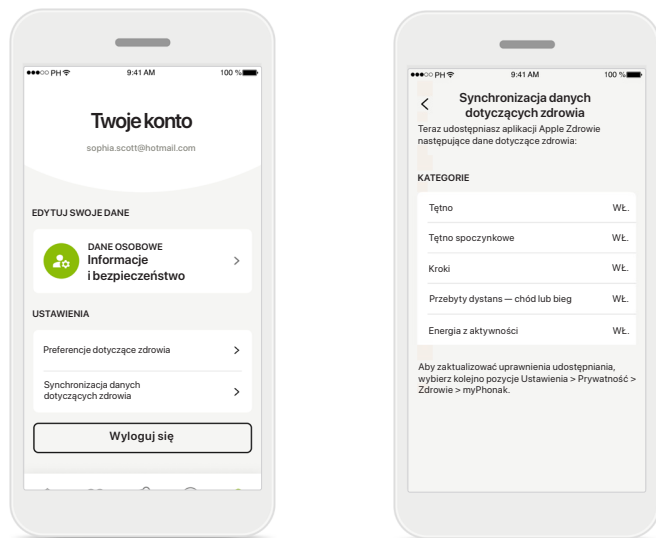 ●●●○○ PH 9:41 AM 100 %
Twoje konto
sophia.scott@hotmail.com
EDYTUJ SWOJE DANE
DANE OSOBOWE
Informacje
i bezpieczeństwo
USTAWIENIA
Preferencje dotyczące zdrowia
Synchronizacja danych
dotyczących zdrowia
Wyloguj się
●●●○○ PH 9:41 AM 100 %
Synchronizacja danych
dotyczących zdrowia
Teraz udostępniasz aplikacji Apple Zdrowie
następujące dane dotyczące zdrowia:
KATEGORIE
Tętno WŁ.
Tętno spoczynkowe WŁ.
Kroki WŁ.
Przebyty dystans — chód lub bieg WŁ.
Energia z aktywności WŁ.
Aby zaktualizować uprawnienia udostępniania,
wybierz kolejno pozycje Ustawienia > Prywatność >
Zdrowie > myPhonak.